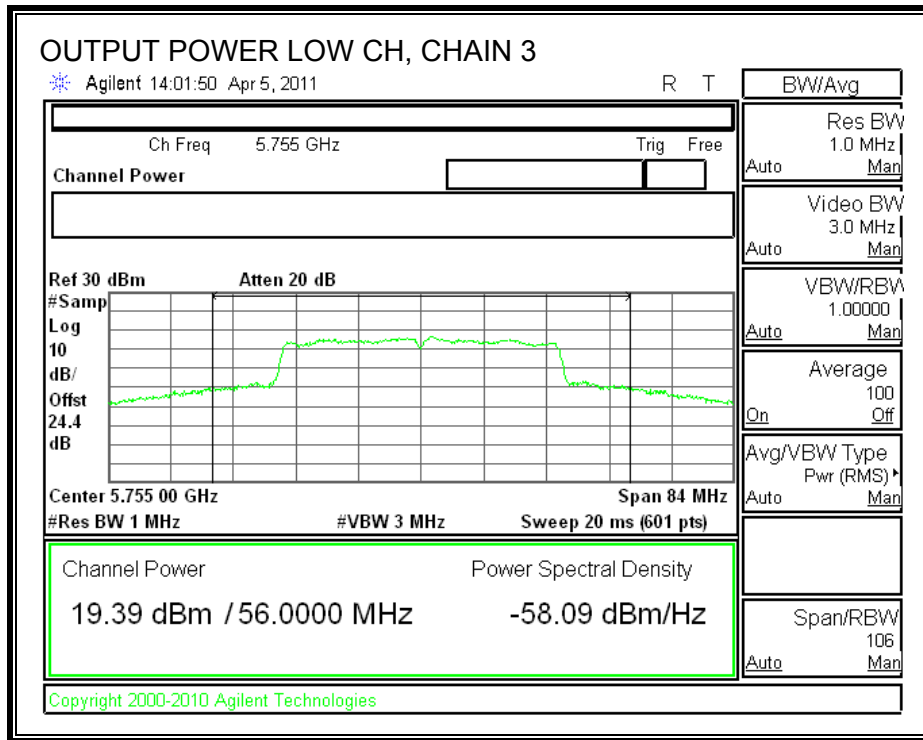 OUTPUT POWER LOW CH, CHAIN 3
Agilent 14:01:50 Apr 5, 2011 R T
BW/Avg
Ch Freq 5.755 GHz Trig Free
Channel Power
Res BW
1.0 MHz
Auto Man
Video BW
3.0 MHz
Auto Man
VBW/RBW
1.00000
Auto Man
Average
100
On Off
Avg/VBW Type
Pwr (RMS)
Auto Man
Span/RBW
106
Auto Man
Ref 30 dBm Atten 20 dB
#Samp
Log
10
dB/
Offst
24.4
dB
Center 5.755 00 GHz Span 84 MHz
#Res BW 1 MHz #VBW 3 MHz Sweep 20 ms (601 pts)
Channel Power Power Spectral Density
19.39 dBm / 56.0000 MHz -58.09 dBm/Hz
Copyright 2000-2010 Agilent Technologies